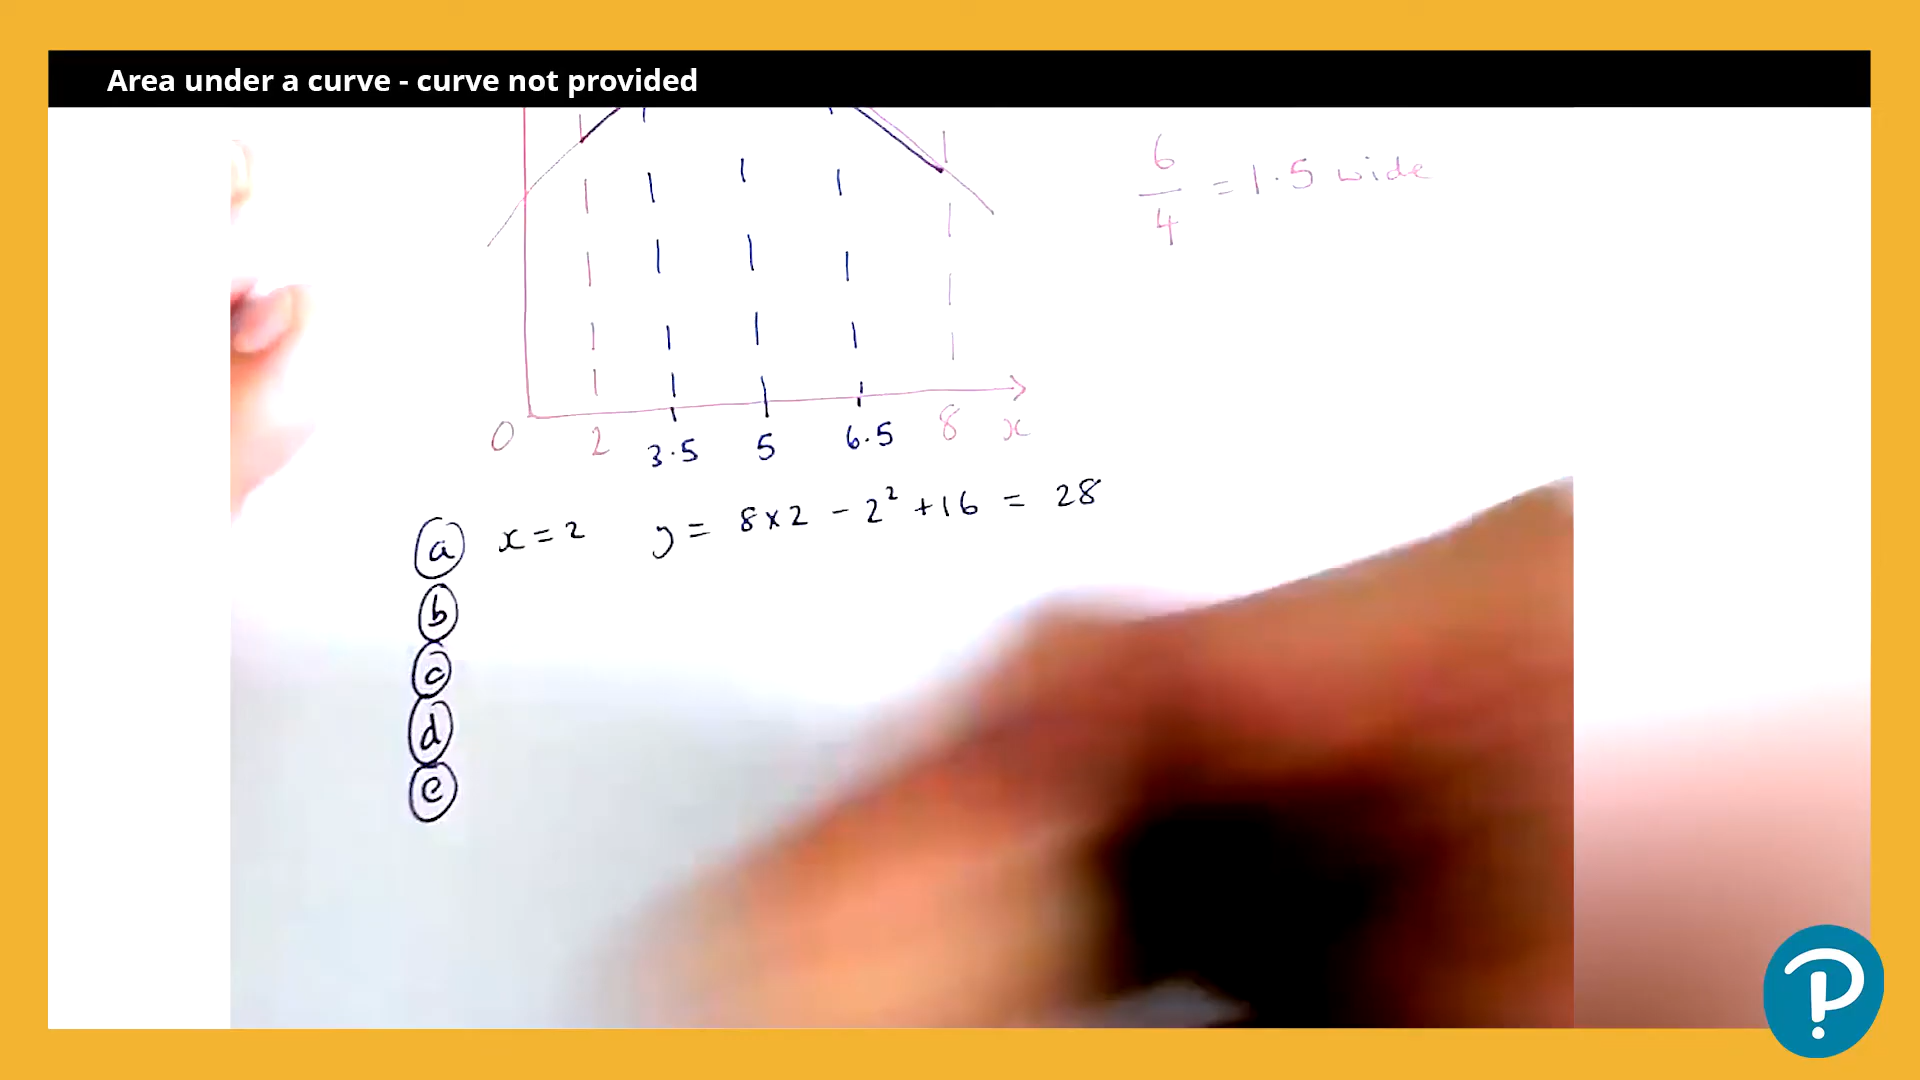 Area under a curve - curve not provided
6/4 = 1.5 wide
0 2 3.5 5 6.5 8 x
a x = 2 y = 8 x 2 - 2² + 16 = 28
b
c
d
e
P